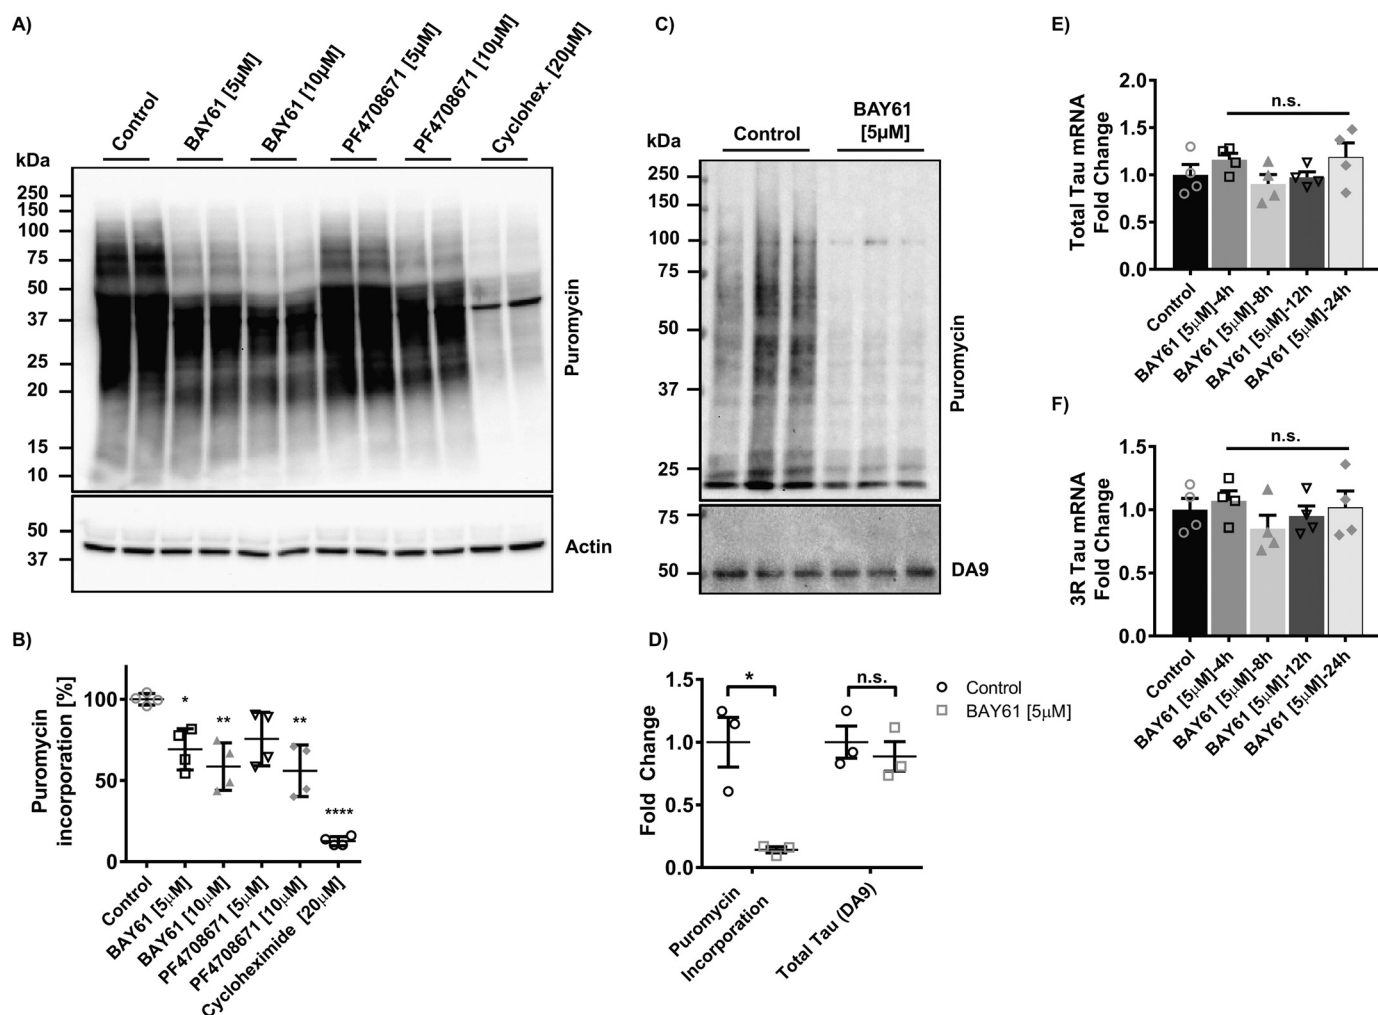 A)
Control
BAY61 [5µM]
BAY61 [10µM]
PF4708671 [5µM]
PF4708671 [10µM]
Cyclohex. [20µM]
kDa
250
150
100
75
50
37
25
20
15
10
Puromycin
50
37
Actin
B)
Puromycin
incorporation [%]
100
50
0
*
**
**
****
Control
BAY61 [5µM]
BAY61 [10µM]
PF4708671 [5µM]
PF4708671 [10µM]
Cycloheximide [20µM]
C)
Control
BAY61
[5µM]
kDa
250
150
100
75
50
37
25
Puromycin
75
50
DA9
D)
Fold Change
1.5
1.0
0.5
0.0
*
n.s.
Control
BAY61 [5µM]
Puromycin
Incorporation
Total Tau (DA9)
E)
Total Tau mRNA
Fold Change
2.0
1.5
1.0
0.5
0.0
n.s.
Control
BAY61 [5µM]-4h
BAY61 [5µM]-8h
BAY61 [5µM]-12h
BAY61 [5µM]-24h
F)
3R Tau mRNA
Fold Change
1.5
1.0
0.5
0.0
n.s.
Control
BAY61 [5µM]-4h
BAY61 [5µM]-8h
BAY61 [5µM]-12h
BAY61 [5µM]-24h